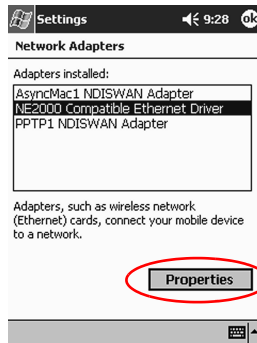 Settings 9:28 ok
Network Adapters
Adapters installed:
AsyncMac1 NDISWAN Adapter
NE2000 Compatible Ethernet Driver
PPTP1 NDISWAN Adapter
Adapters, such as wireless network
(Ethernet) cards, connect your mobile device
to a network.
Properties